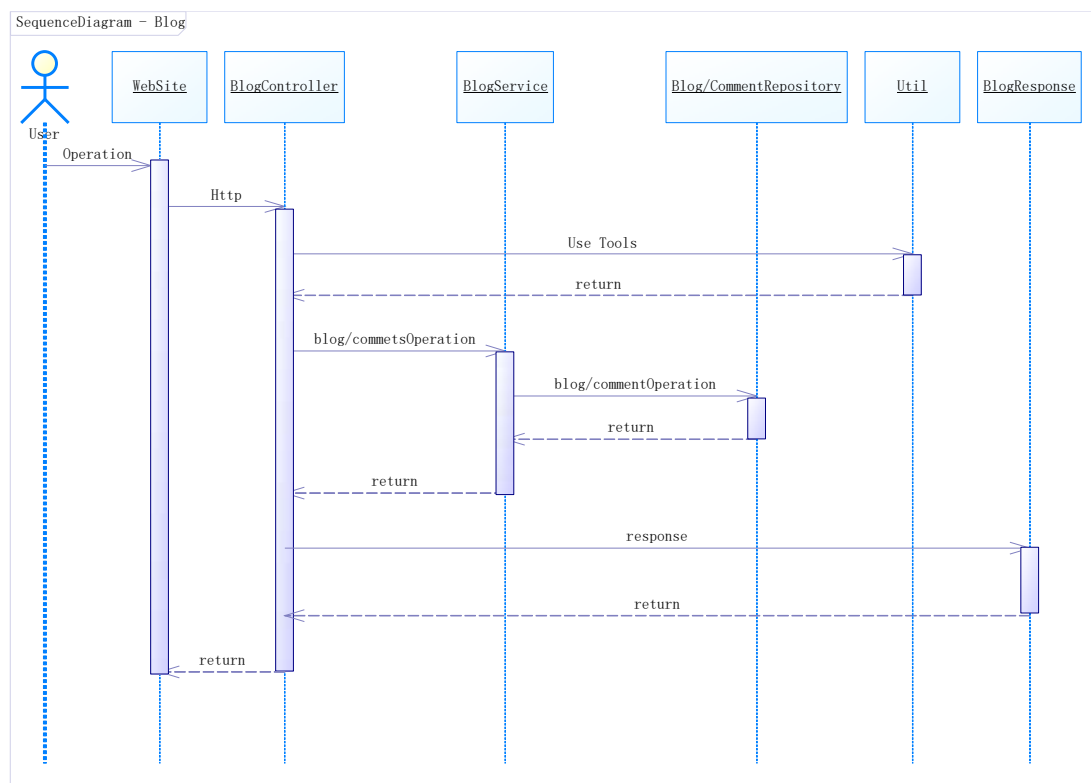 SequenceDiagram - Blog
WebSite
BlogController
BlogService
Blog/CommentRepository
Util
BlogResponse
User
Operation
Http
Use Tools
return
blog/commetsOperation
blog/commentOperation
return
return
response
return
return